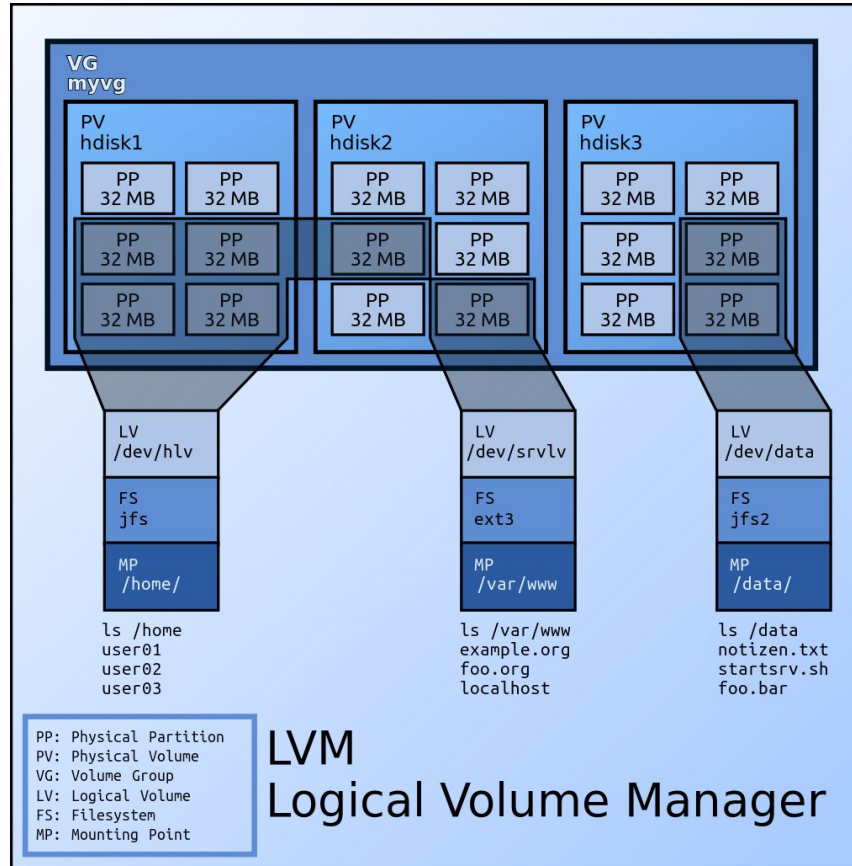 VG
myvg
PV
hdisk1
PP
32 MB
PP
32 MB
PP
32 MB
PP
32 MB
PP
32 MB
PP
32 MB
PV
hdisk2
PP
32 MB
PP
32 MB
PP
32 MB
PP
32 MB
PP
32 MB
PP
32 MB
PV
hdisk3
PP
32 MB
PP
32 MB
PP
32 MB
PP
32 MB
PP
32 MB
PP
32 MB
LV
/dev/hlv
FS
jfs
MP
/home/
ls /home
user01
user02
user03
LV
/dev/srvlv
FS
ext3
MP
/var/www
ls /var/www
example.org
foo.org
localhost
LV
/dev/data
FS
jfs2
MP
/data/
ls /data
notizen.txt
startsrv.sh
foo.bar
PP: Physical Partition
PV: Physical Volume
VG: Volume Group
LV: Logical Volume
FS: Filesystem
MP: Mounting Point
LVM
Logical Volume Manager